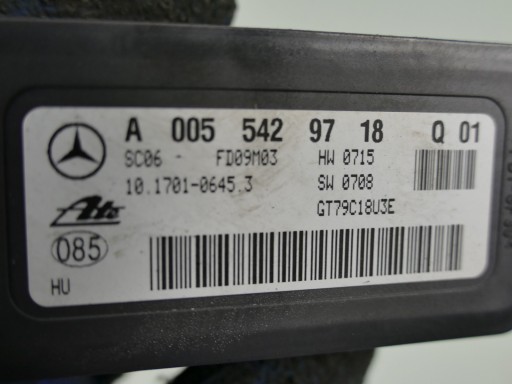 A 005 542 97 18 Q 01
SC06 - FD09M03 HW 0715
10.1701-0645.3 SW 0708
Ate GT79C18U3E
085
HU